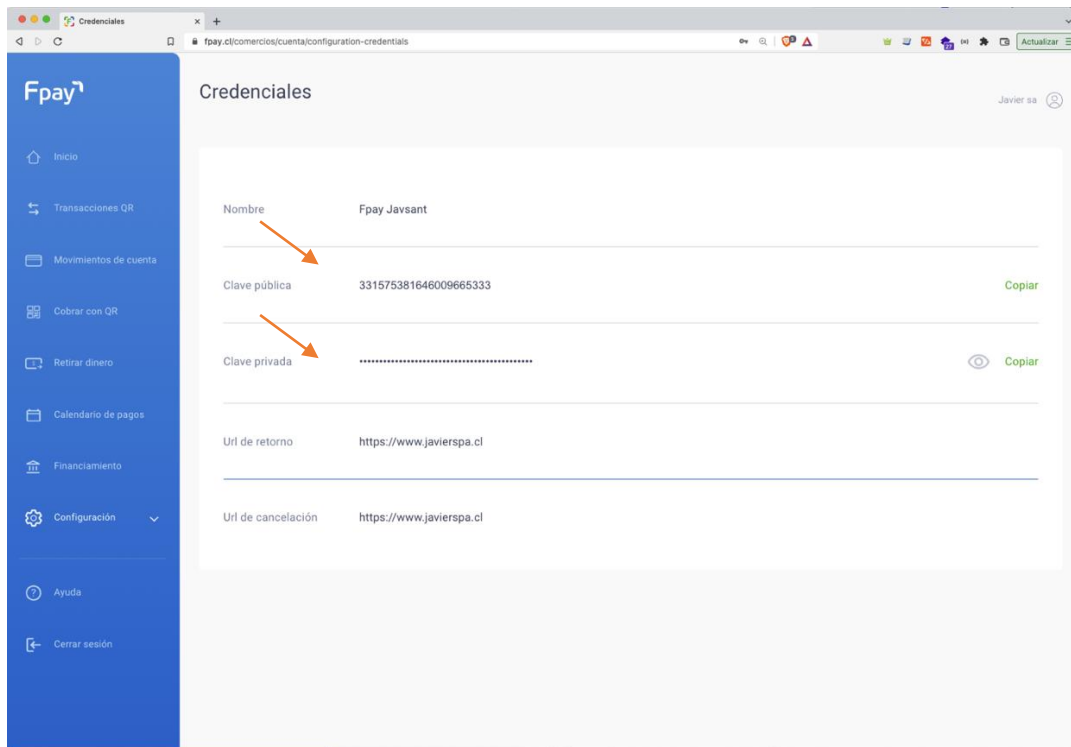 Credenciales
fpay.cl/comercios/cuenta/configuration-credentials
27
Actualizar
Fpay
Credenciales
Javier sa
Inicio
Transacciones QR
Movimientos de cuenta
Cobrar con QR
Retirar dinero
Calendario de pagos
Financiamiento
Configuración
Ayuda
Cerrar sesión
Nombre Fpay Javsant
Clave pública 331575381646009665333 Copiar
Clave privada •••••••••••••••••••••••••••••••••••••••••••• Copiar
Url de retorno https://www.javierspa.cl
Url de cancelación https://www.javierspa.cl